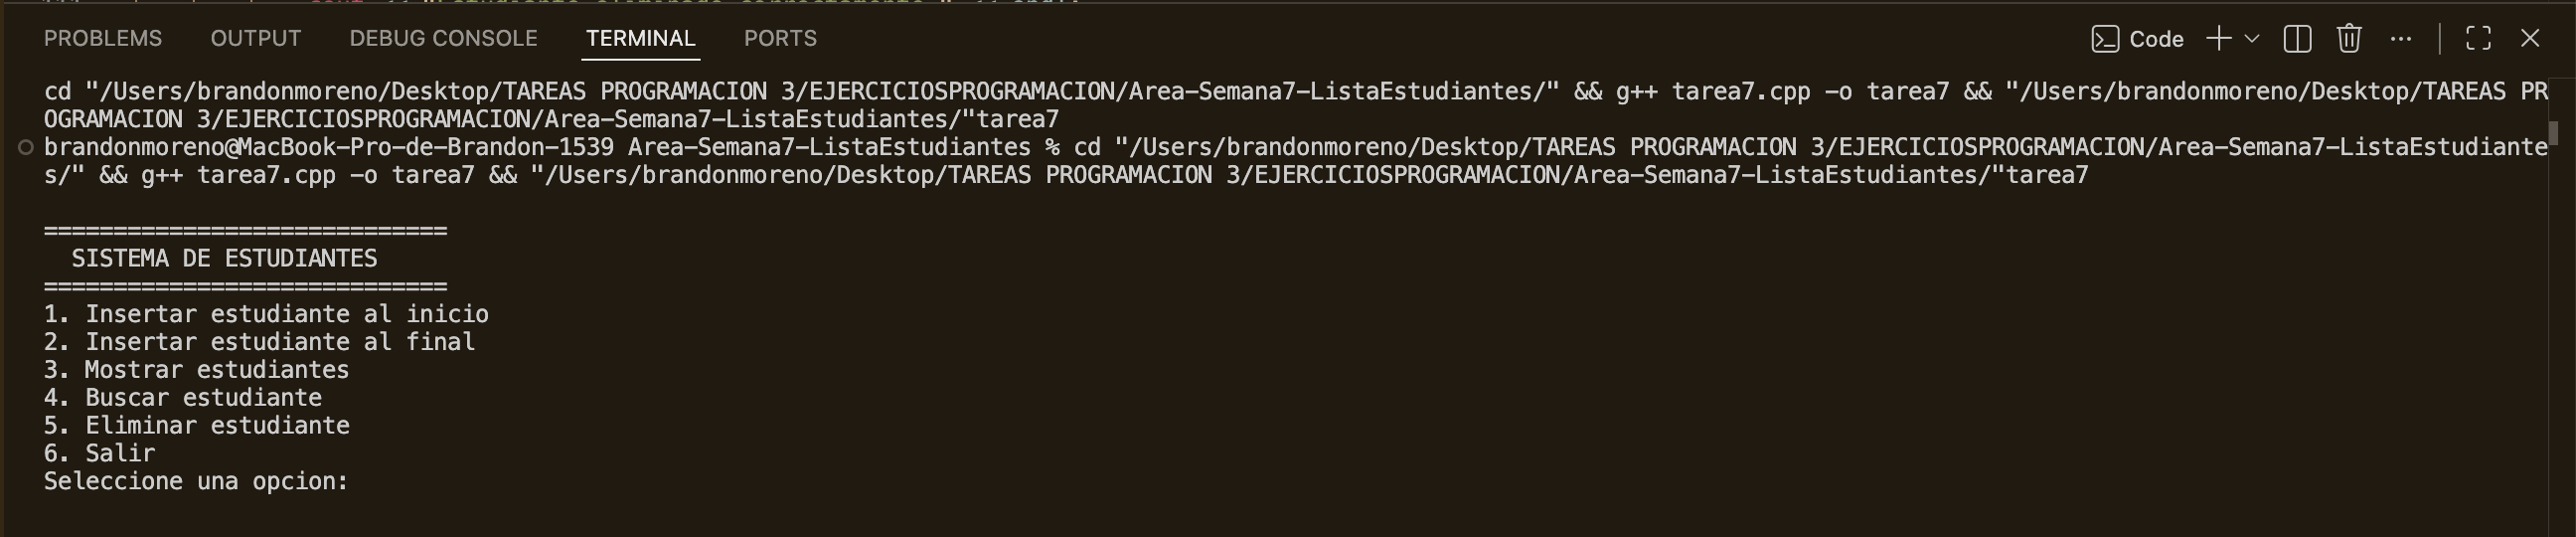 PROBLEMS OUTPUT DEBUG CONSOLE TERMINAL PORTS Code
cd "/Users/brandonmoreno/Desktop/TAREAS PROGRAMACION 3/EJERCICIOSPROGRAMACION/Area-Semana7-ListaEstudiantes/" && g++ tarea7.cpp -o tarea7 && "/Users/brandonmoreno/Desktop/TAREAS PR
OGRAMACION 3/EJERCICIOSPROGRAMACION/Area-Semana7-ListaEstudiantes/"tarea7
brandonmoreno@MacBook-Pro-de-Brandon-1539 Area-Semana7-ListaEstudiantes % cd "/Users/brandonmoreno/Desktop/TAREAS PROGRAMACION 3/EJERCICIOSPROGRAMACION/Area-Semana7-ListaEstudiante
s/" && g++ tarea7.cpp -o tarea7 && "/Users/brandonmoreno/Desktop/TAREAS PROGRAMACION 3/EJERCICIOSPROGRAMACION/Area-Semana7-ListaEstudiantes/"tarea7
=============================
SISTEMA DE ESTUDIANTES
=============================
1. Insertar estudiante al inicio
2. Insertar estudiante al final
3. Mostrar estudiantes
4. Buscar estudiante
5. Eliminar estudiante
6. Salir
Seleccione una opcion: